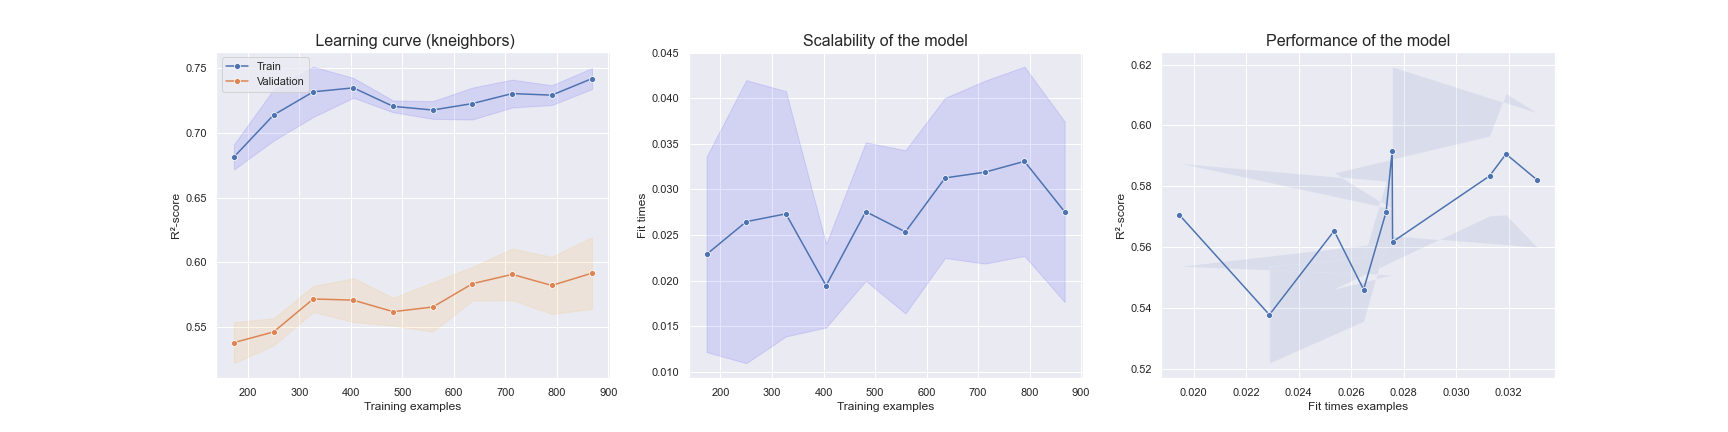 Learning curve (kneighbors)
Train
Validation
R²-score
0.75
0.70
0.65
0.60
0.55
200 300 400 500 600 700 800 900
Training examples
Scalability of the model
Fit times
0.045
0.040
0.035
0.030
0.025
0.020
0.015
0.010
200 300 400 500 600 700 800 900
Training examples
Performance of the model
R²-score
0.62
0.60
0.58
0.56
0.54
0.52
0.020 0.022 0.024 0.026 0.028 0.030 0.032
Fit times examples